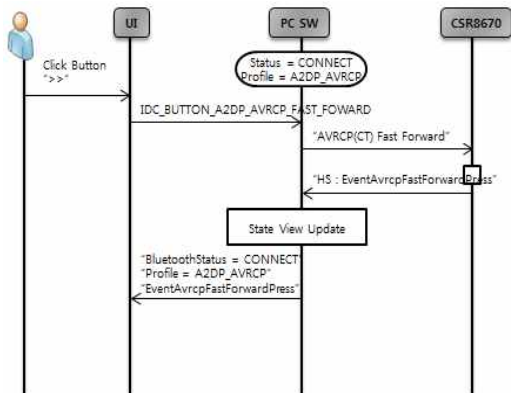 UI
PC SW
CSR8670
Click Button
">>"
Status = CONNECT
Profile = A2DP_AVRCP
IDC_BUTTON_A2DP_AVRCP_FAST_FOWARD
"AVRCP(CT) Fast Forward"
"HS : EventAvrcpFastForwardPress"
State View Update
"BluetoothStatus = CONNECT"
"Profile = A2DP_AVRCP"
"EventAvrcpFastForwardPress"